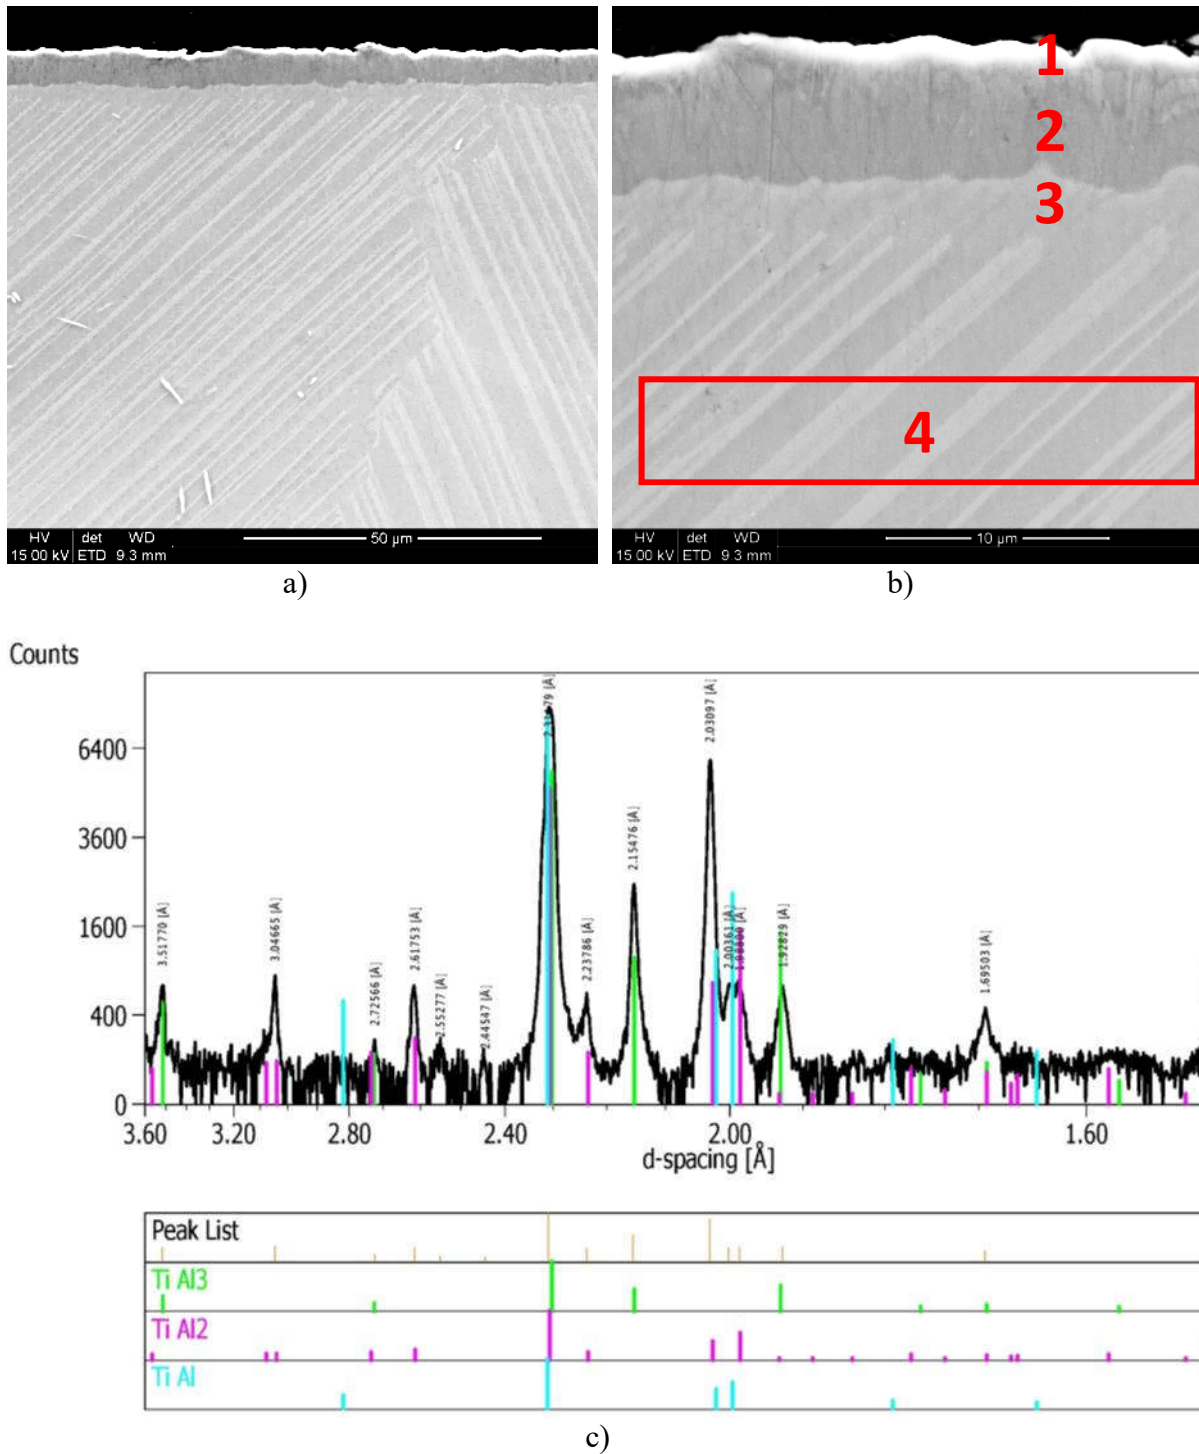 1
2
3
4
HV det WD 50 µm
15.00 kV ETD 9.3 mm
HV det WD 10 µm
15.00 kV ETD 9.3 mm
a) b)
Counts
6400
3600
1600
400
0
3.51770 [Å]
3.04665 [Å]
2.72566 [Å]
2.61753 [Å]
2.55277 [Å]
2.44547 [Å]
2.23786 [Å]
2.15476 [Å]
2.03097 [Å]
2.00361 [Å]
1.92829 [Å]
1.69503 [Å]
3.60 3.20 2.80 2.40 2.00 1.60
d-spacing [Å]
Peak List
Ti Al3
Ti Al2
Ti Al
c)